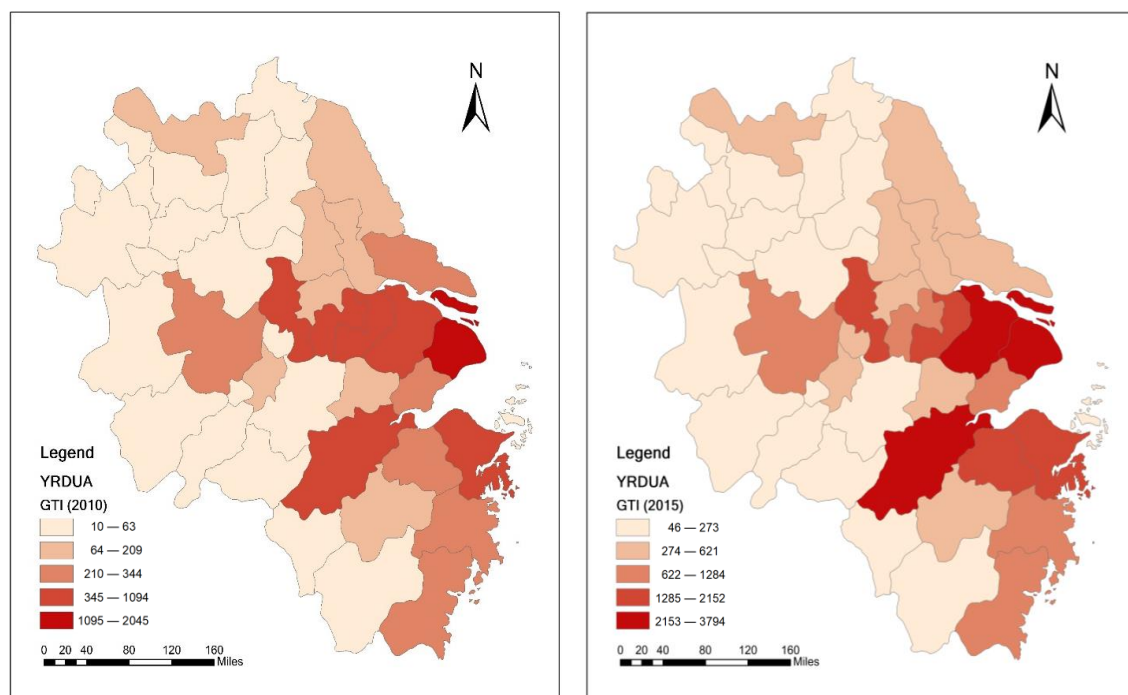 N
Legend
YRDUA
GTI (2010)
10 — 63
64 — 209
210 — 344
345 — 1094
1095 — 2045
0 20 40 80 120 160
Miles
N
Legend
YRDUA
GTI (2015)
46 — 273
274 — 621
622 — 1284
1285 — 2152
2153 — 3794
0 20 40 80 120 160
Miles